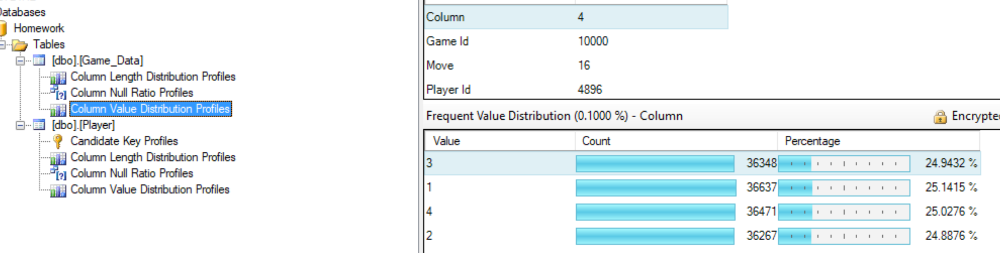 Homework
Tables
[dbo].[Game_Data]
Column Length Distribution Profiles
Column Null Ratio Profiles
Column Value Distribution Profiles
[dbo].[Player]
Candidate Key Profiles
Column Length Distribution Profiles
Column Null Ratio Profiles
Column Value Distribution Profiles
Column 4
Game Id 10000
Move 16
Player Id 4896
Frequent Value Distribution (0.1000 %) - Column
Value Count Percentage
3 36348 24.9432 %
1 36637 25.1415 %
4 36471 25.0276 %
2 36267 24.8876 %